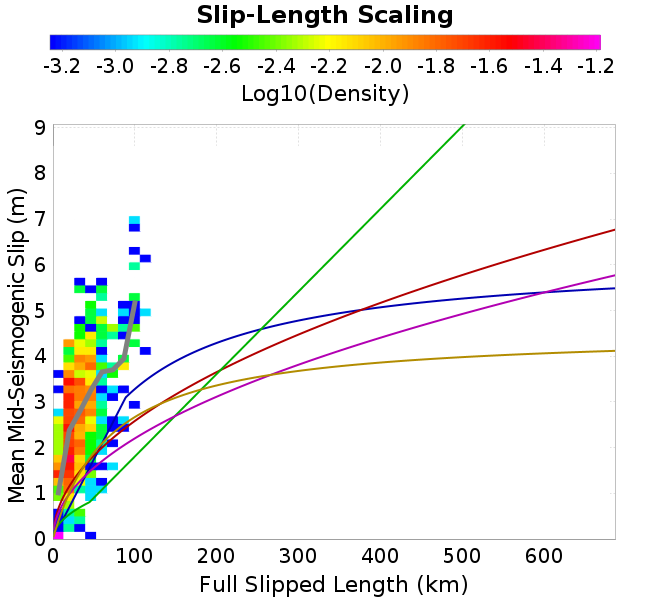 Slip-Length Scaling
-3.2 -3.0 -2.8 -2.6 -2.4 -2.2 -2.0 -1.8 -1.6 -1.4 -1.2
Log10(Density)
9
8
7
6
5
4
3
2
1
0
Mean Mid-Seismogenic Slip (m)
0 100 200 300 400 500 600
Full Slipped Length (km)